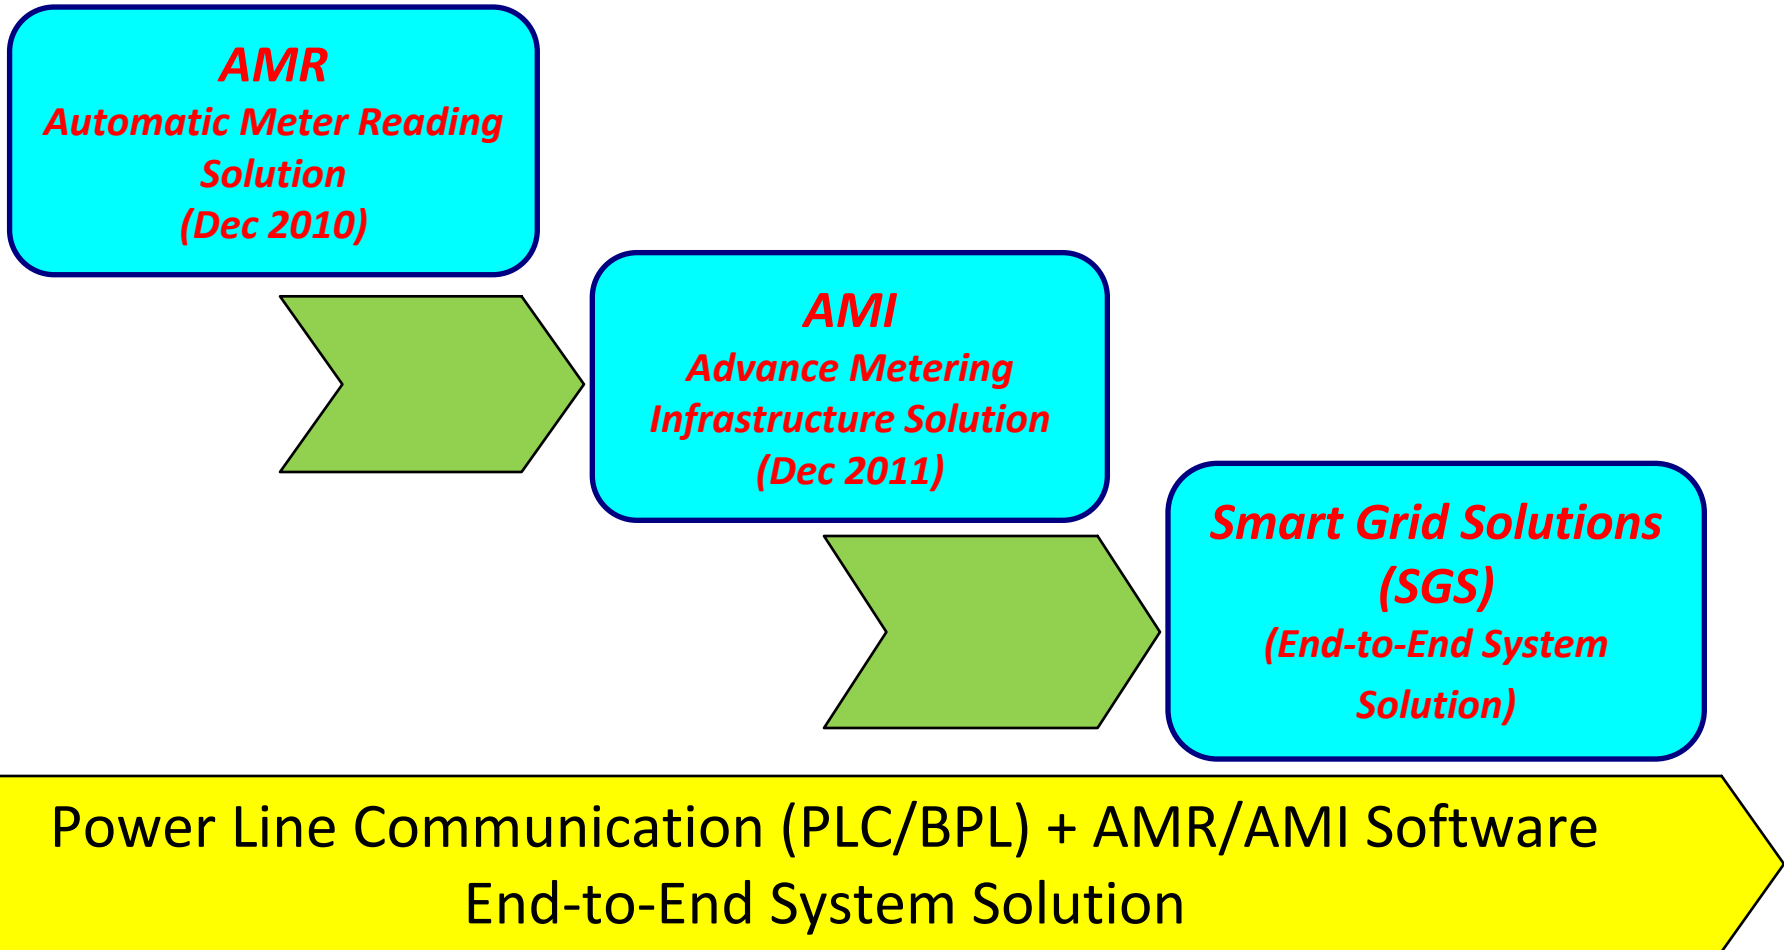 AMR
Automatic Meter Reading
Solution
(Dec 2010)
AMI
Advance Metering
Infrastructure Solution
(Dec 2011)
Smart Grid Solutions
(SGS)
(End-to-End System
Solution)
Power Line Communication (PLC/BPL) + AMR/AMI Software
End-to-End System Solution